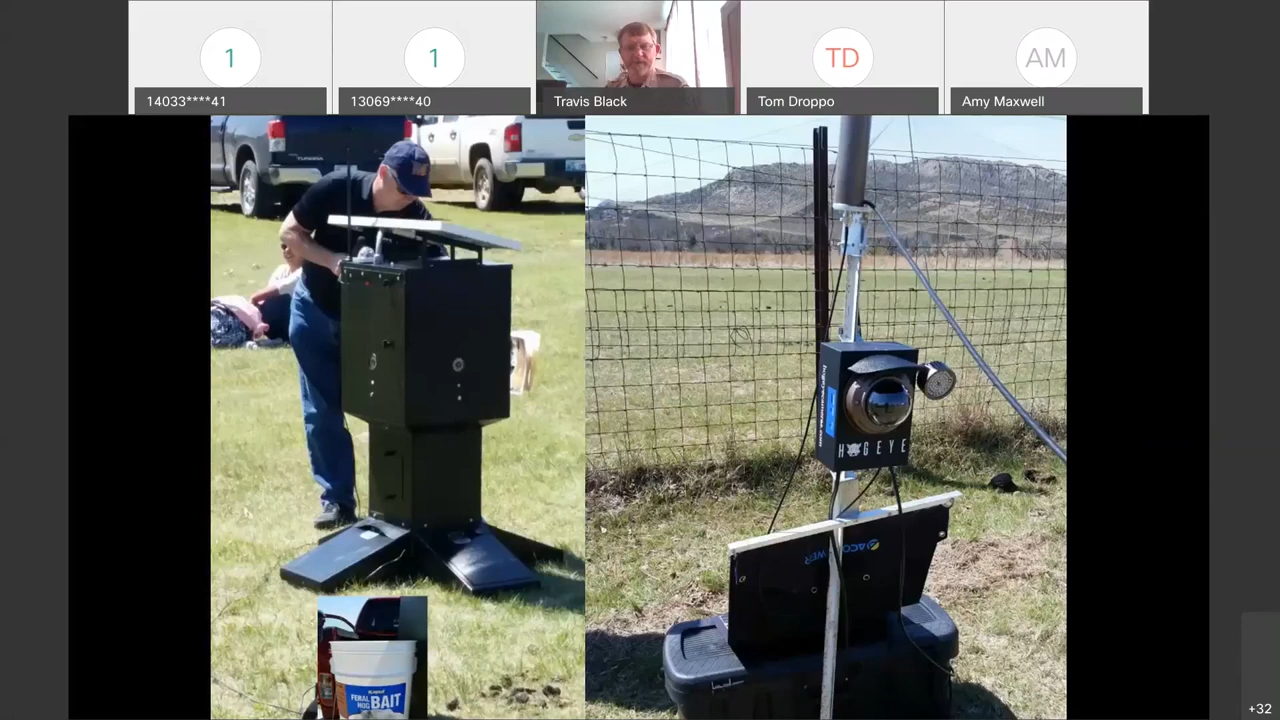 1
14033****41
1
13069****40
Travis Black
TD
Tom Droppo
AM
Amy Maxwell
TUNDRA
HOGEYE
FERAL
HOG BAIT
+32